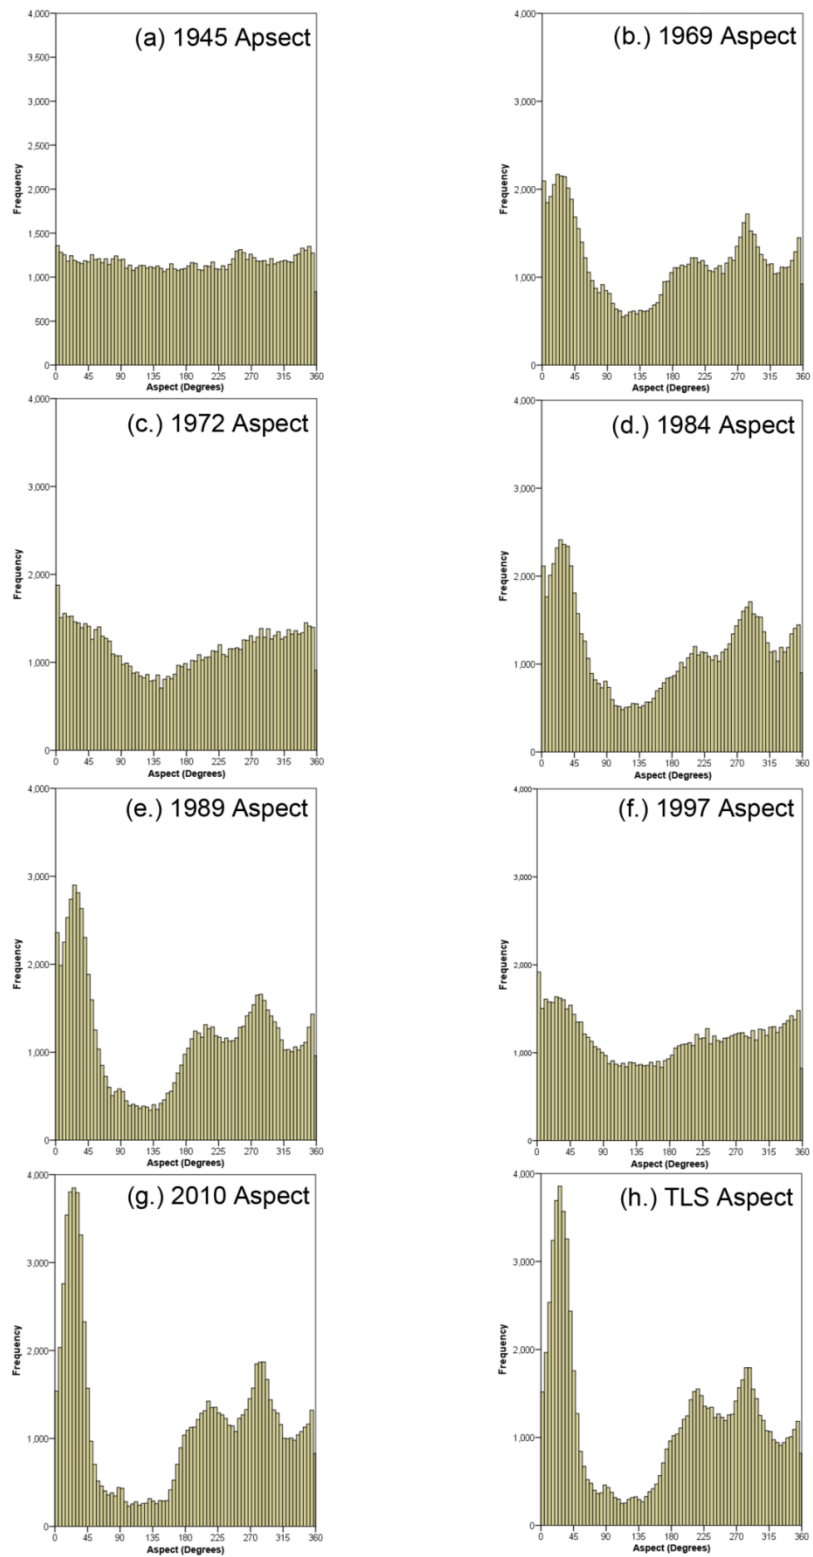 (a) 1945 Apsect
4,000
3,500
3,000
2,500
2,000
1,500
1,000
500
0
Frequency
0 45 90 135 180 225 270 315 360
Aspect (Degrees)
(b.) 1969 Aspect
4,000
3,000
2,000
1,000
0
Frequency
0 45 90 135 180 225 270 315 360
Aspect (Degrees)
(c.) 1972 Aspect
4,000
3,000
2,000
1,000
0
Frequency
0 45 90 135 180 225 270 315 360
Aspect (Degrees)
(d.) 1984 Aspect
4,000
3,000
2,000
1,000
0
Frequency
0 45 90 135 180 225 270 315 360
Aspect (Degrees)
(e.) 1989 Aspect
4,000
3,000
2,000
1,000
0
Frequency
0 45 90 135 180 225 270 315 360
Aspect (Degrees)
(f.) 1997 Aspect
4,000
3,000
2,000
1,000
0
Frequency
0 45 90 135 180 225 270 315 360
Aspect (Degrees)
(g.) 2010 Aspect
4,000
3,000
2,000
1,000
0
Frequency
0 45 90 135 180 225 270 315 360
Aspect (Degrees)
(h.) TLS Aspect
4,000
3,000
2,000
1,000
0
Frequency
0 45 90 135 180 225 270 315 360
Aspect (Degrees)